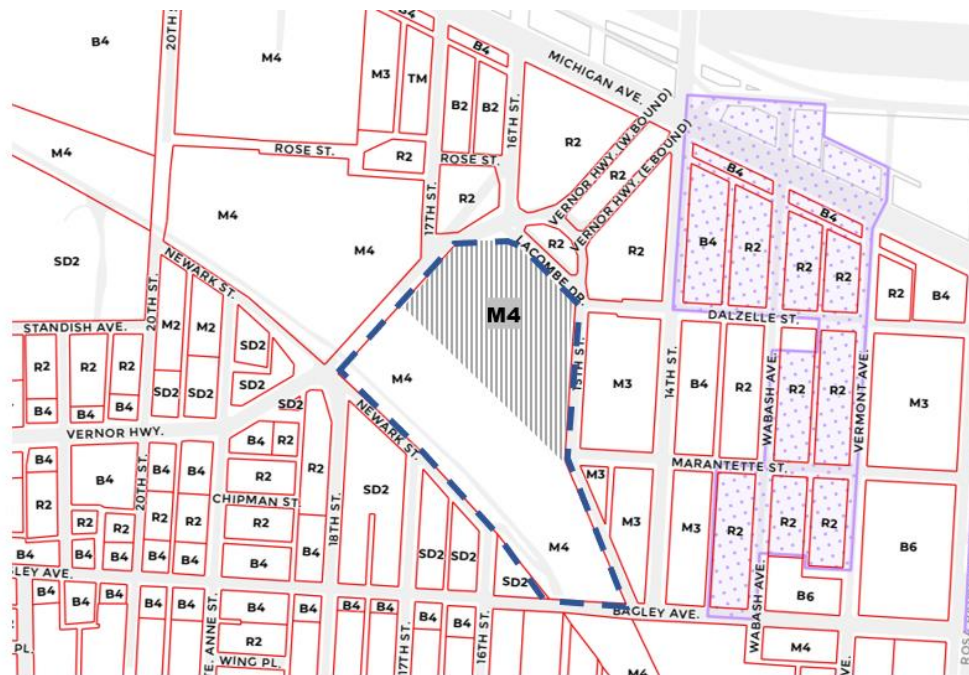 B4
20TH ST.
M4
B4
B4
MICHIGAN AVE.
M3
TM
B2
B2
16TH ST.
M4
ROSE ST.
R2
ROSE ST.
R2
VERNOR HWY. (W.BOUND)
R2
VERNOR HWY. (E.BOUND)
B4
17TH ST.
R2
M4
M4
LACOMBE DR.
R2
R2
B4
R2
B4
R2
R2
R2
B4
SD2
NEWARK ST.
M4
DALZELLE ST.
20TH ST.
STANDISH AVE.
M2
M2
SD2
15TH ST.
M3
14TH ST.
B4
R2
WABASH AVE.
R2
R2
VERMONT AVE.
M3
R2
R2
R2
SD2
SD2
SD2
M4
B4
B4
B4
SD2
NEWARK ST.
VERNOR HWY.
B4
R2
B4
B4
20TH ST.
B4
B4
R2
R2
MARANTETTE ST.
M3
R2
CHIPMAN ST.
18TH ST.
SD2
M3
M3
R2
R2
R2
B6
R2
R2
R2
R2
R2
B4
B4
B4
B4
B4
B4
B4
SD2
SD2
M4
SD2
GLEY AVE.
BAGLEY AVE.
WABASH AVE.
B6
B4
B4
B4
B4
B4
B4
B4
B4
B4
B4
B4
R2
M4
PL.
E. ANNE ST.
WING PL.
17TH ST.
16TH ST.
M4
AVE.
ROS